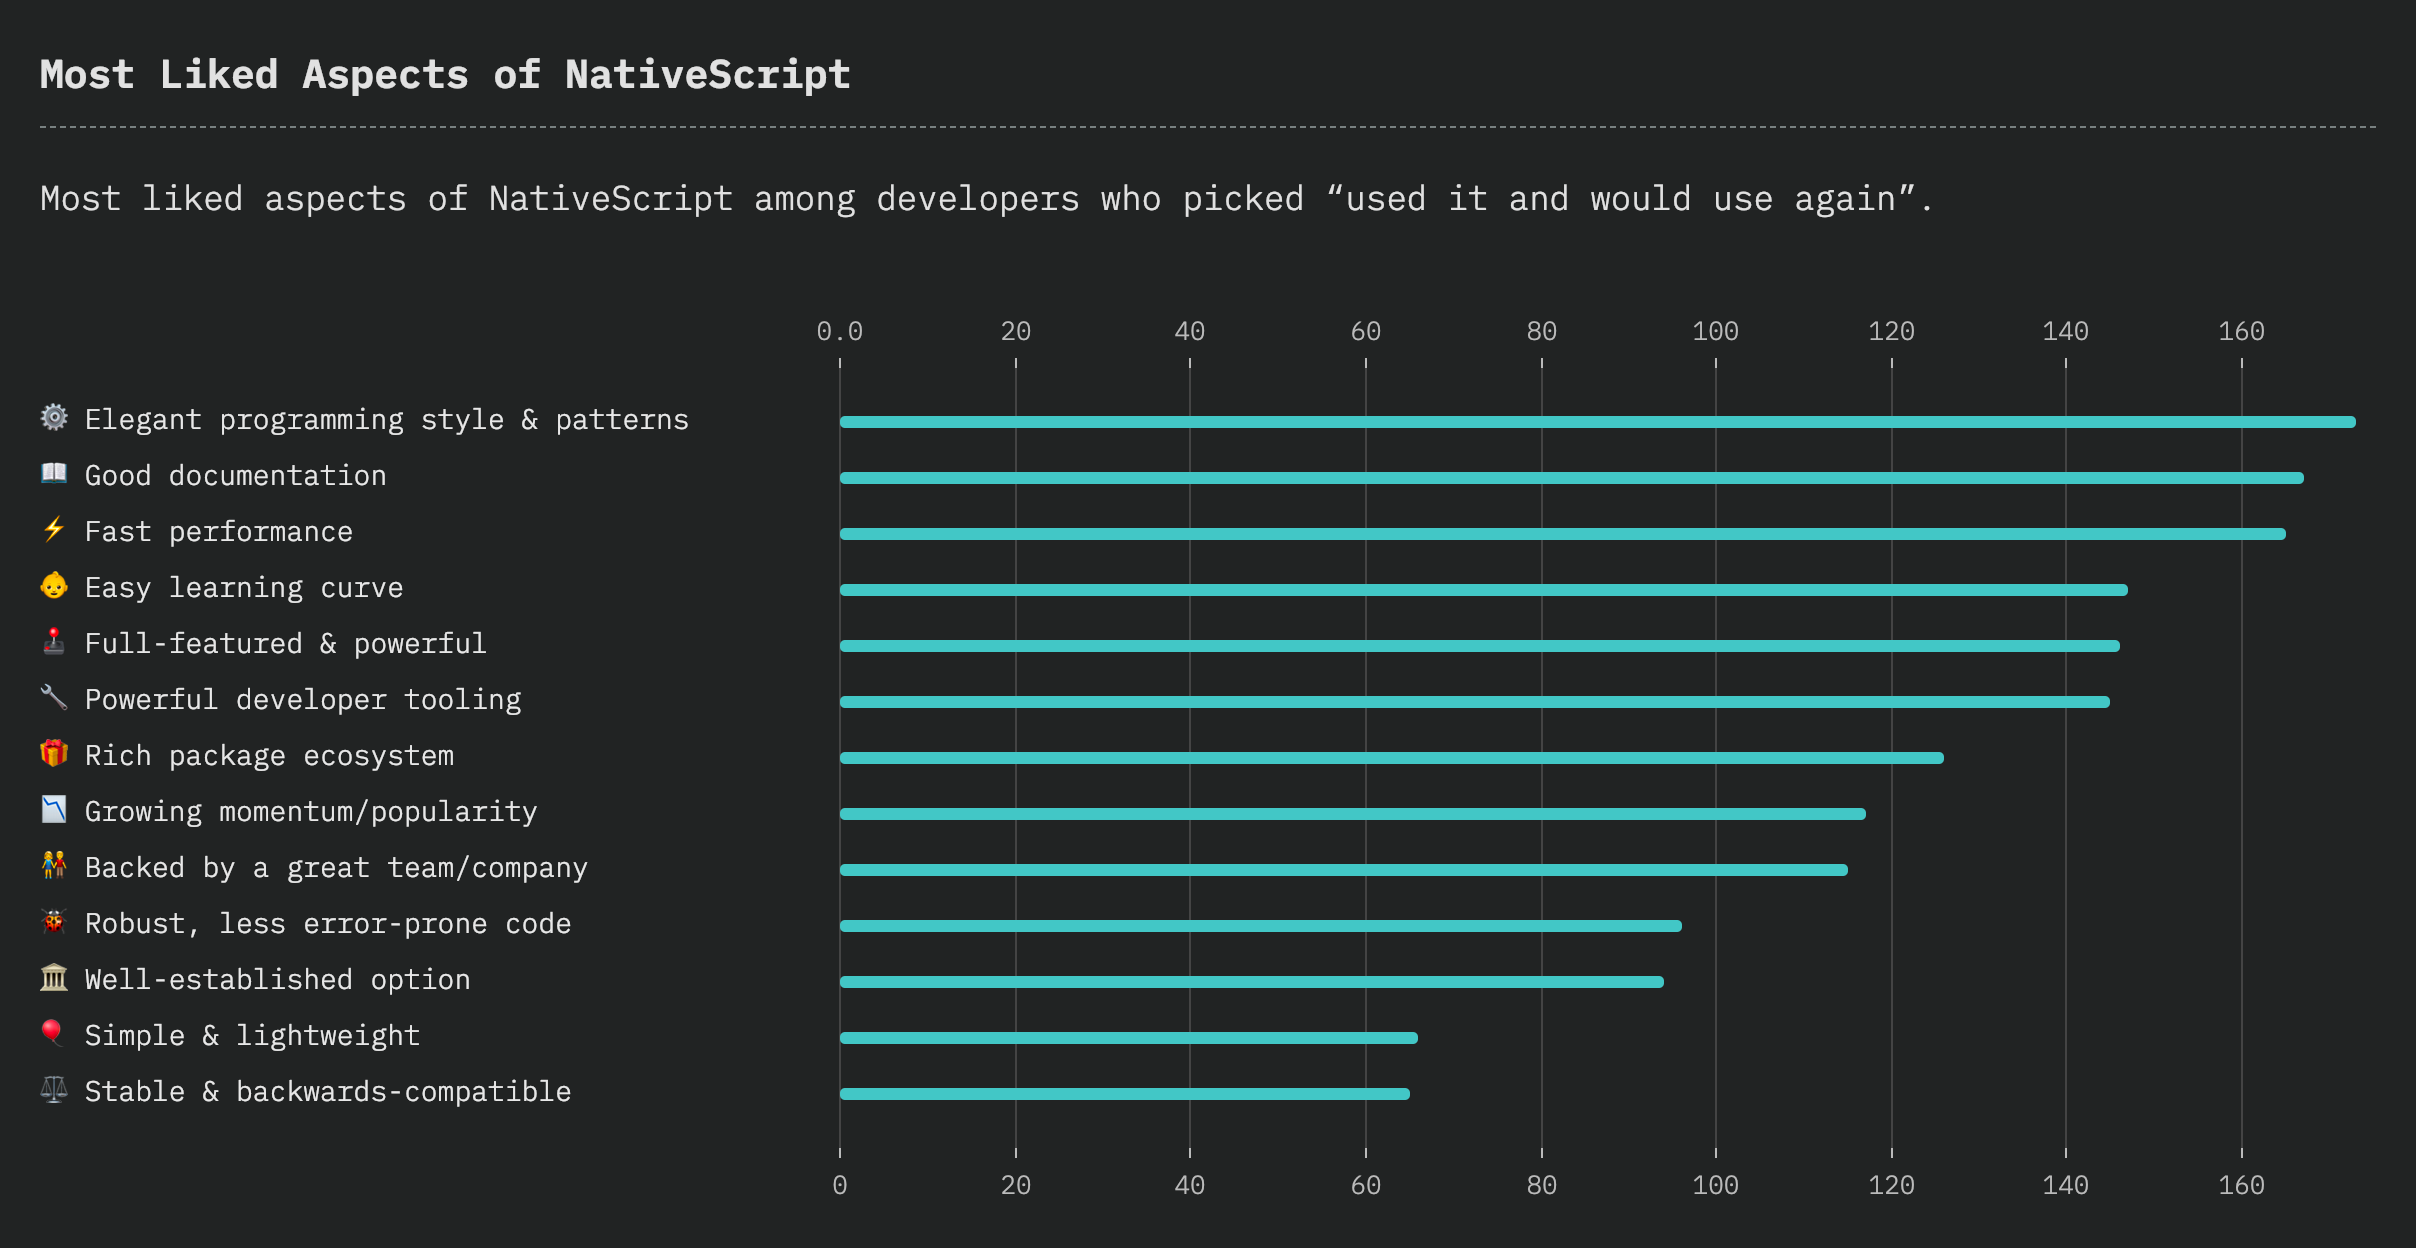 Most Liked Aspects of NativeScript
Most liked aspects of NativeScript among developers who picked “used it and would use again”.
0.0 20 40 60 80 100 120 140 160
Elegant programming style & patterns
Good documentation
Fast performance
Easy learning curve
Full-featured & powerful
Powerful developer tooling
Rich package ecosystem
Growing momentum/popularity
Backed by a great team/company
Robust, less error-prone code
Well-established option
Simple & lightweight
Stable & backwards-compatible
0 20 40 60 80 100 120 140 160